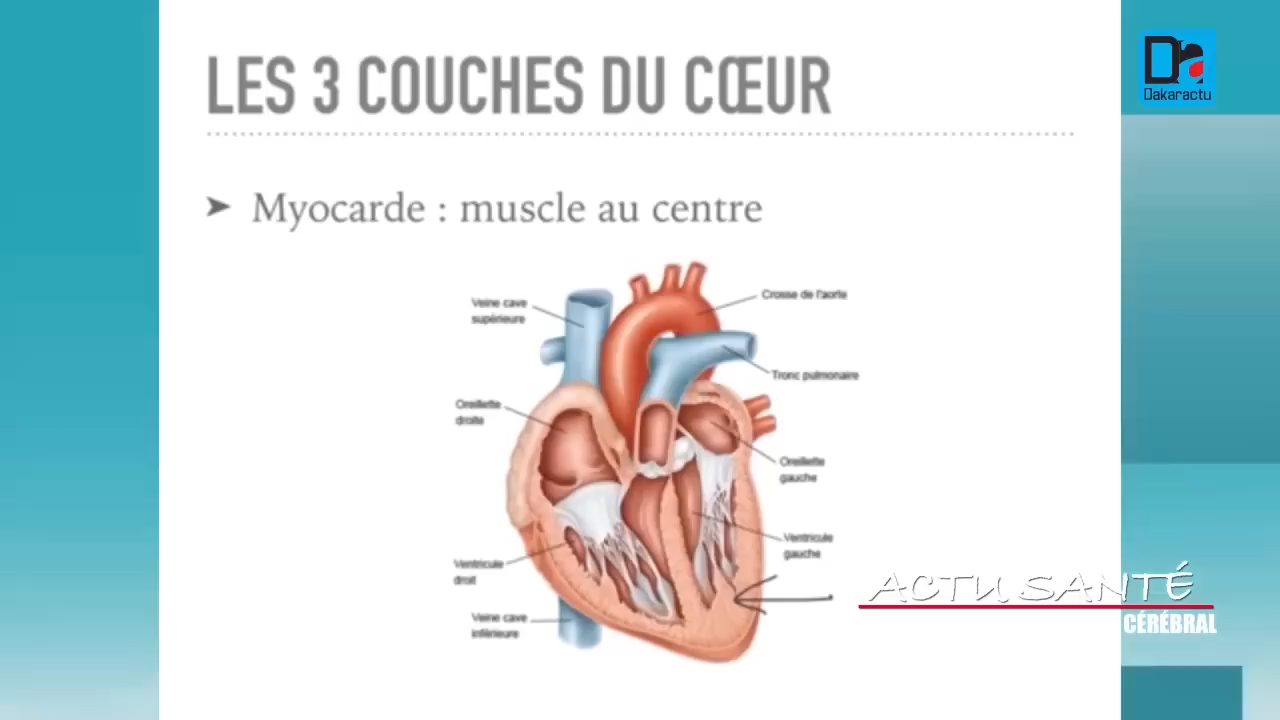 LES 3 COUCHES DU CŒUR
Dakaractu
➤ Myocarde : muscle au centre
Veine cave
supérieure
Crosse de l'aorte
Tronc pulmonaire
Oreillette
droite
Oreillette
gauche
Ventricule
gauche
Ventricule
droit
Veine cave
inférieure
ACTU SANTÉ
CÉRÉBRAL